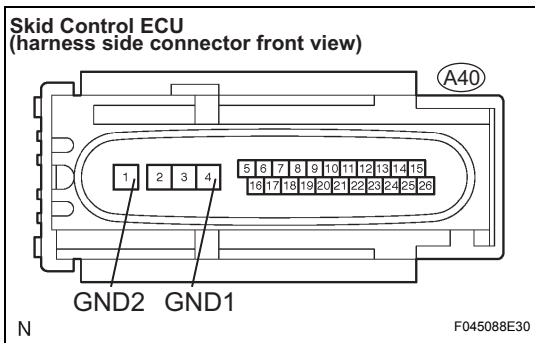 Skid Control ECU
(harness side connector front view)
A40
5 6 7 8 9 10 11 12 13 14 15
1 2 3 4
16 17 18 19 20 21 22 23 24 25 26
GND2 GND1
N F045088E30